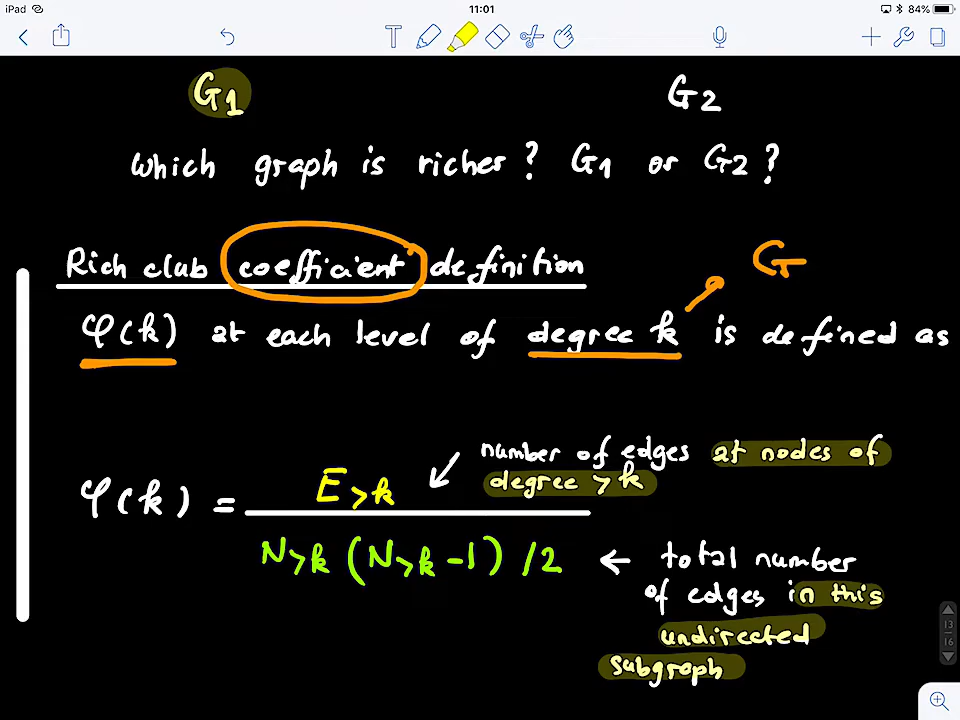 iPad
11:01
84%
G1
G2
Which graph is richer? G1 or G2?
Rich club coefficient definition
G
φ(k) at each level of degree k is defined as
number of edges at nodes of
degree >k
φ(k) = E>k
N>k (N>k -1) /2
← total number
of edges in this
undirected
subgraph
13
16